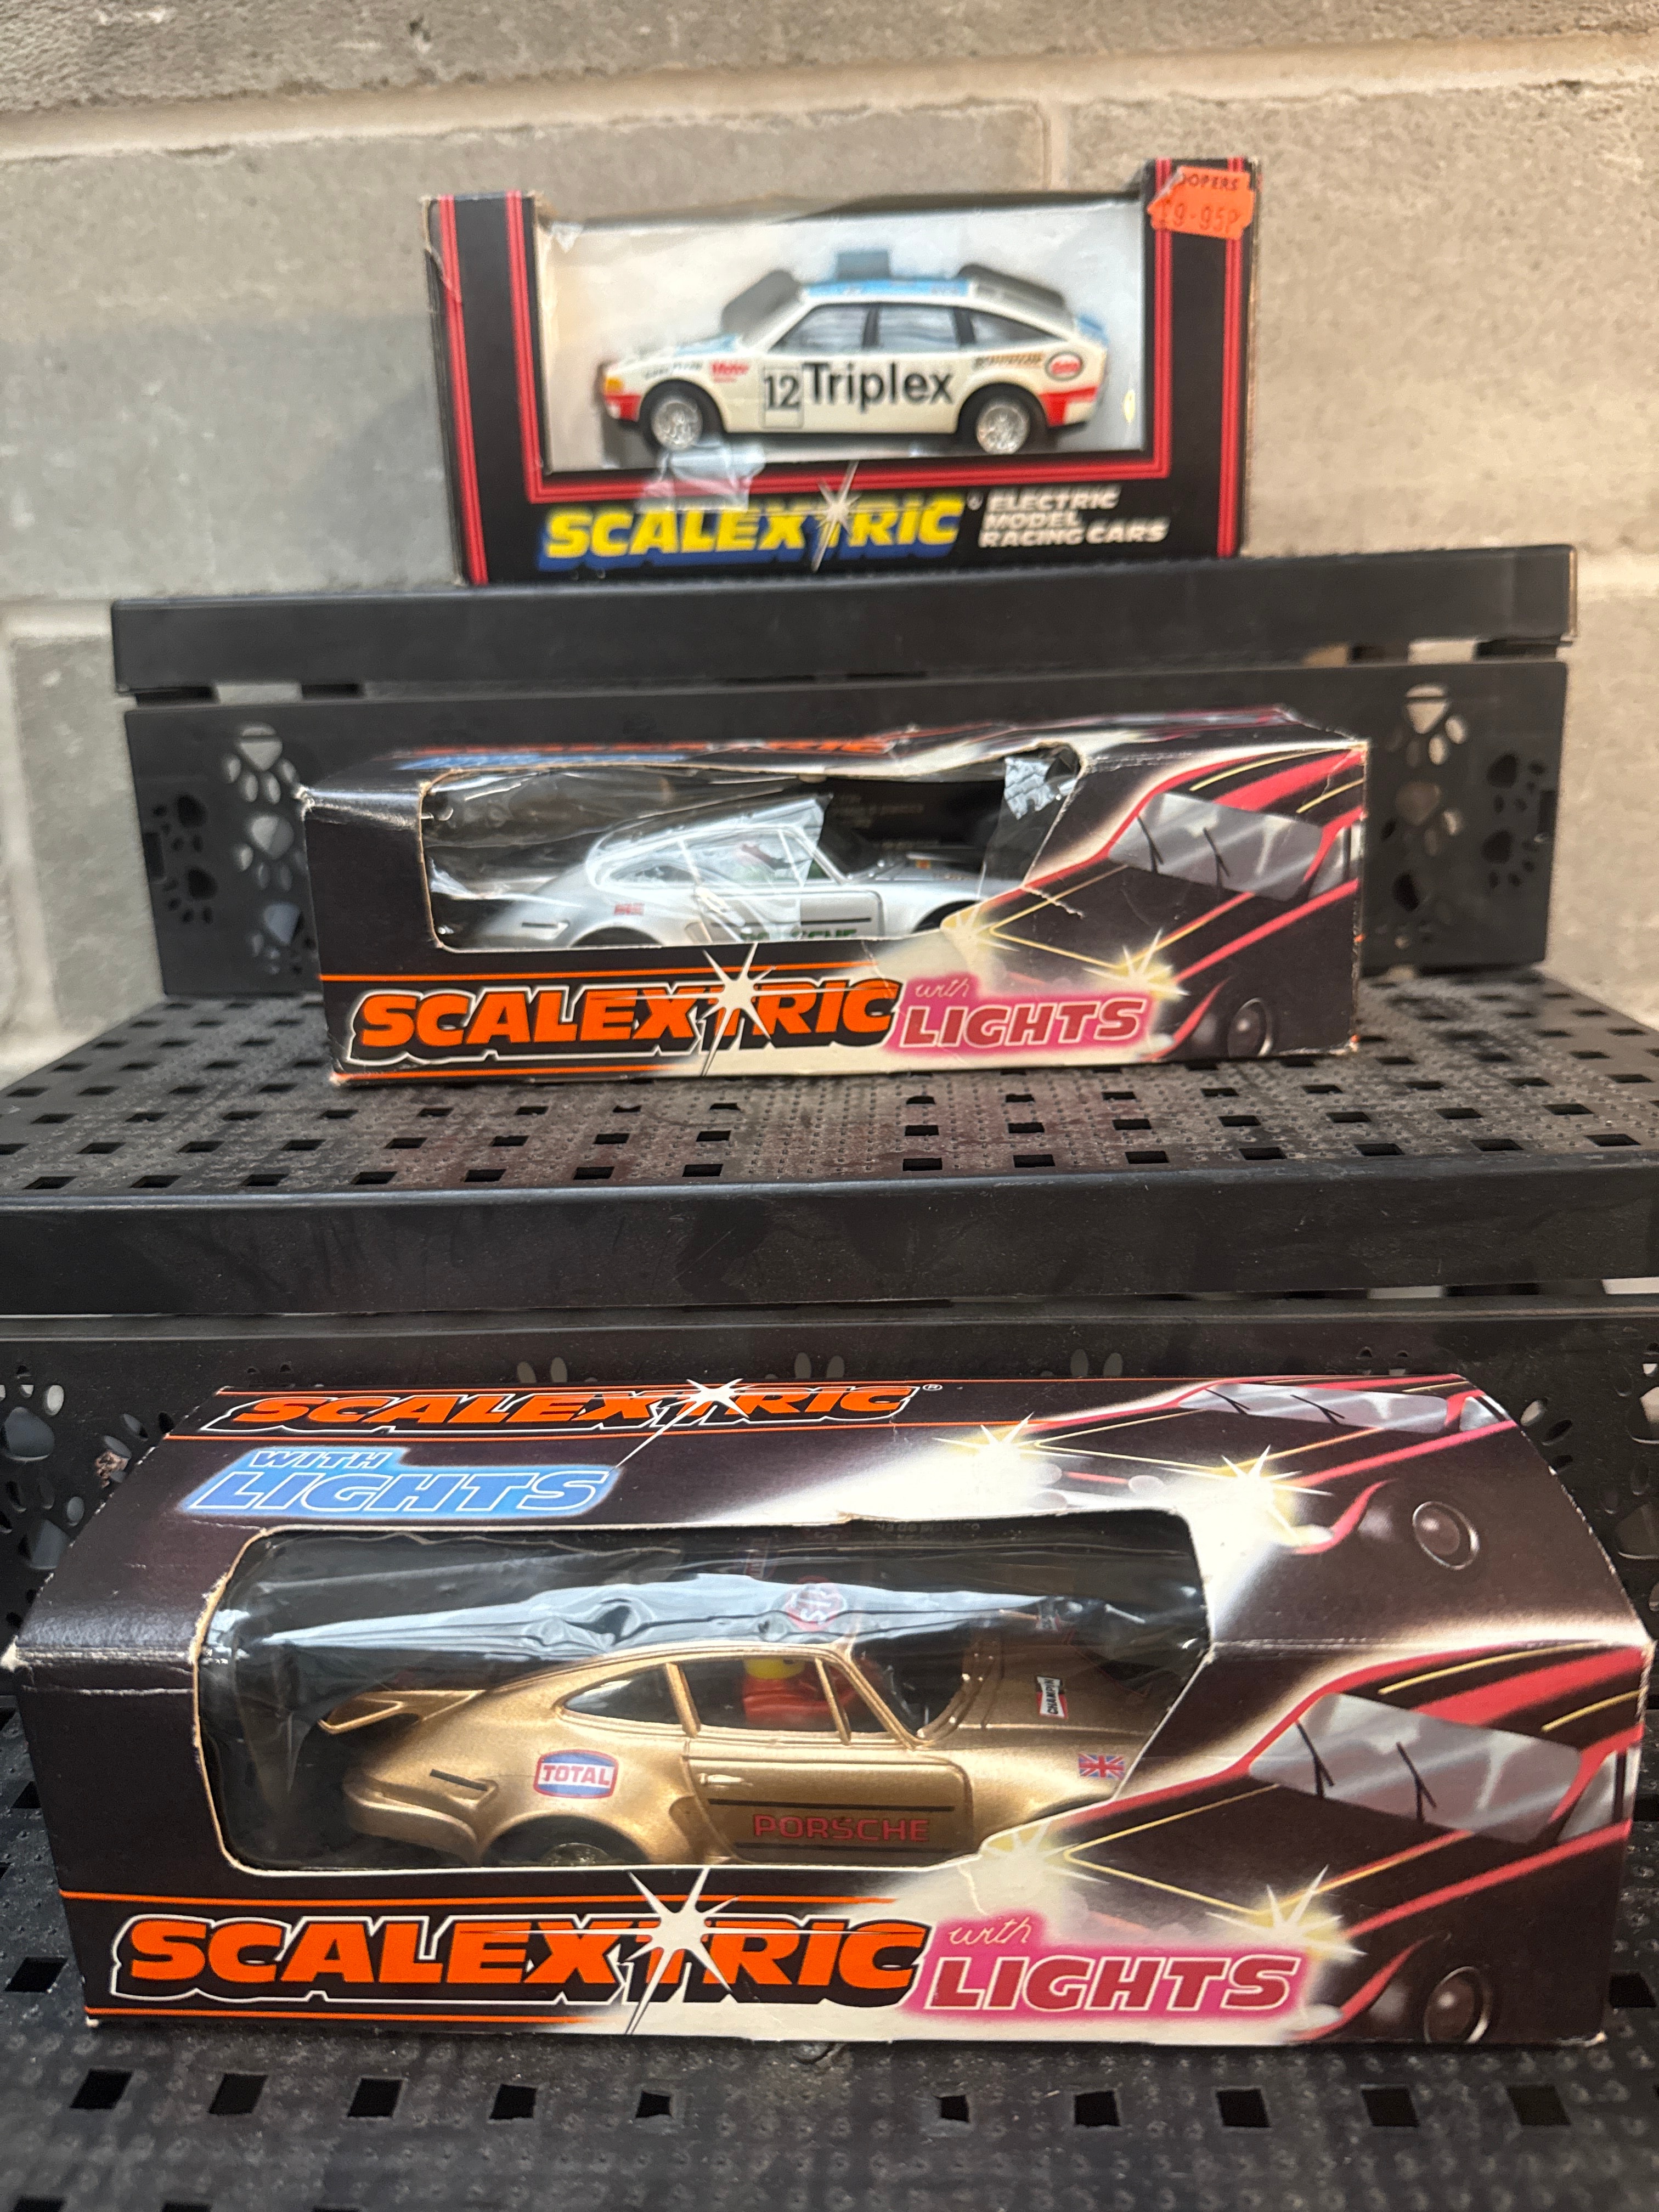 £9-95P
12
Triplex
SCALEXTRIC® ELECTRIC
MODEL
RACING CARS
SCALEXTRIC with
LIGHTS
SCALEXTRIC®
WITH
LIGHTS
CHAMPION
TOTAL
PORSCHE
SCALEXTRIC with
LIGHTS